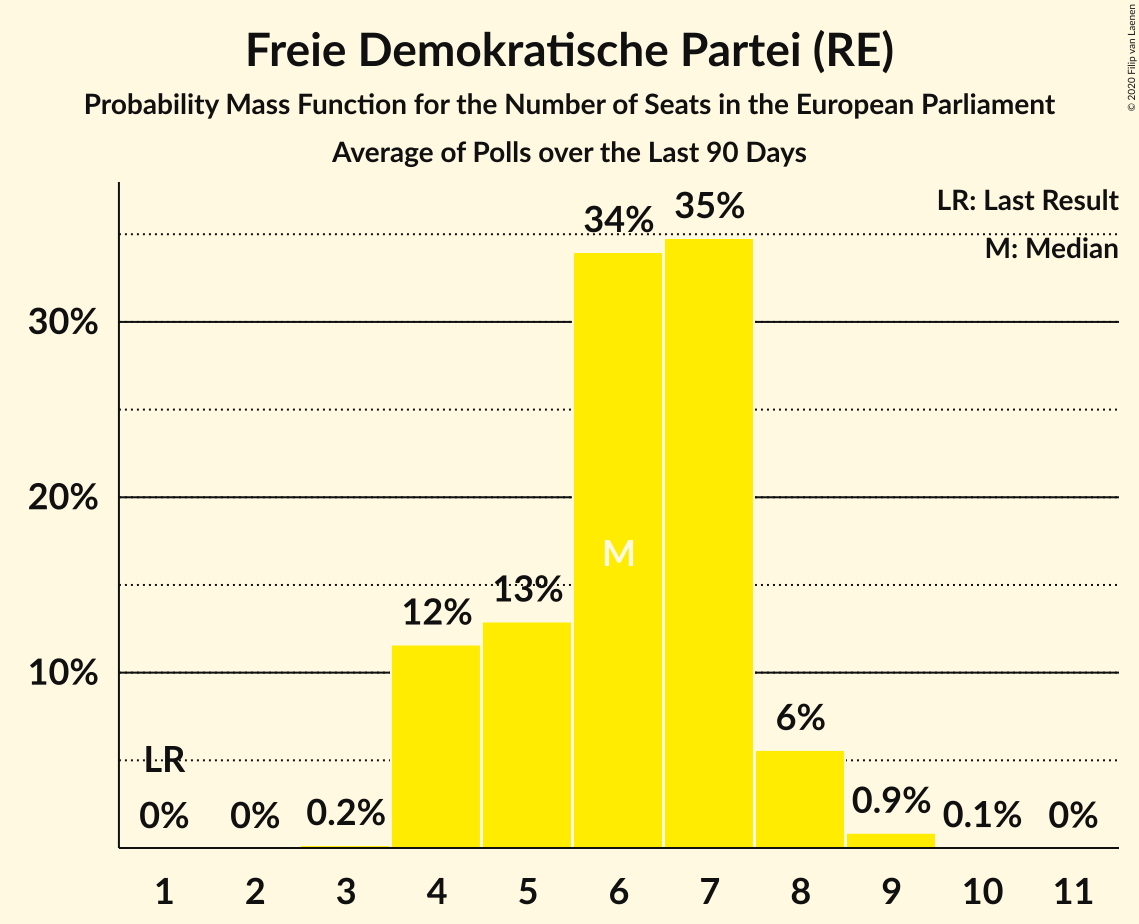 Freie Demokratische Partei (RE)
Probability Mass Function for the Number of Seats in the European Parliament
Average of Polls over the Last 90 Days
© 2020 Filip van Laenen
LR: Last Result
M: Median
34%
35%
30%
20%
M
13%
12%
10%
6%
LR
0%
0%
0.2%
0.9%
0.1%
0%
1 2 3 4 5 6 7 8 9 10 11